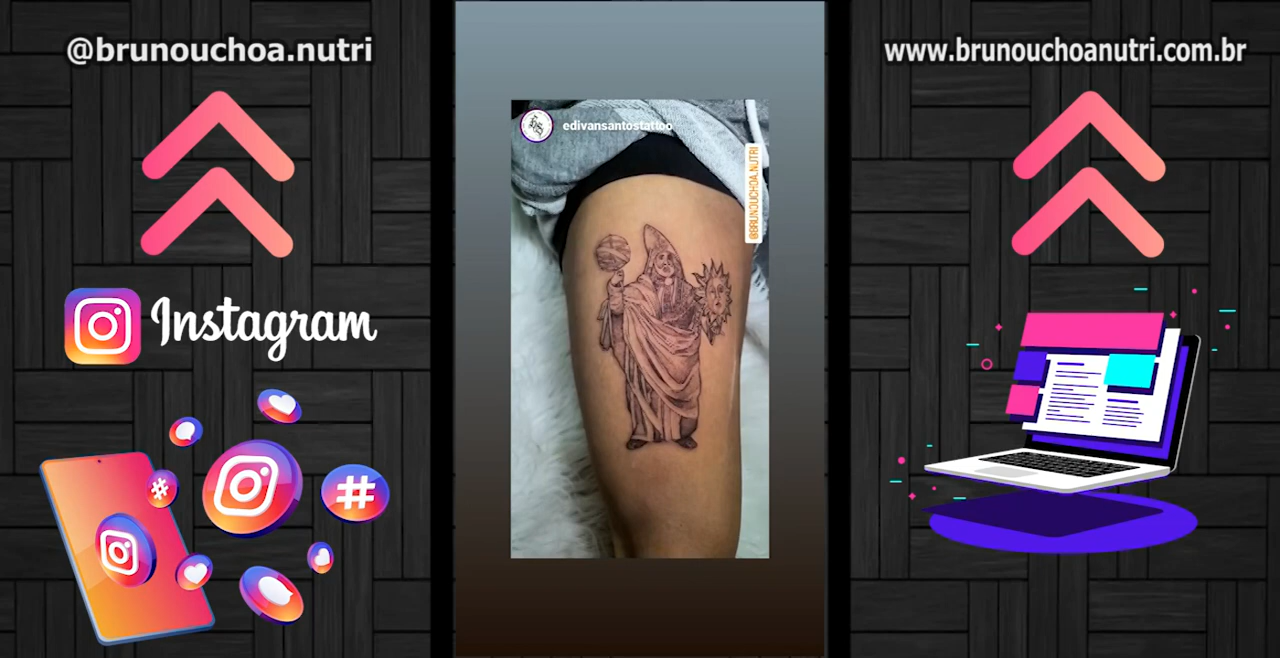 @brunouchoa.nutri
Instagram
edivansantostattoo
@BRUNOUCHOA.NUTRI
www.brunouchoanutri.com.br